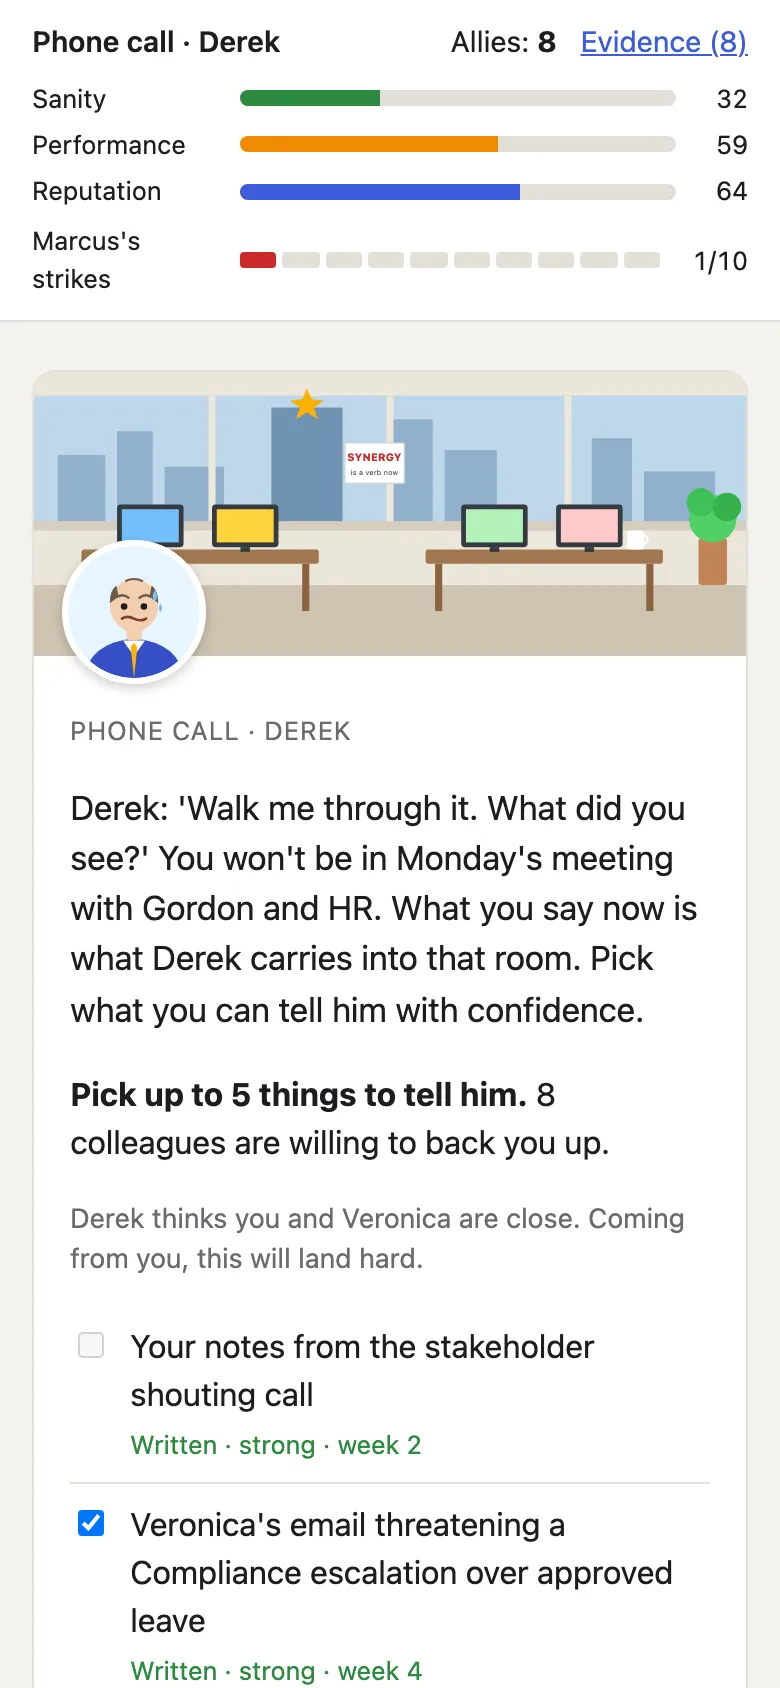 Phone call · Derek
Allies: 8 Evidence (8)
Sanity 32
Performance 59
Reputation 64
Marcus's
strikes 1/10
SYNERGY
is a verb now
PHONE CALL · DEREK
Derek: 'Walk me through it. What did you
see?' You won't be in Monday's meeting
with Gordon and HR. What you say now is
what Derek carries into that room. Pick
what you can tell him with confidence.
Pick up to 5 things to tell him. 8
colleagues are willing to back you up.
Derek thinks you and Veronica are close. Coming
from you, this will land hard.
Your notes from the stakeholder
shouting call
Written · strong · week 2
Veronica's email threatening a
Compliance escalation over approved
leave
Written · strong · week 4